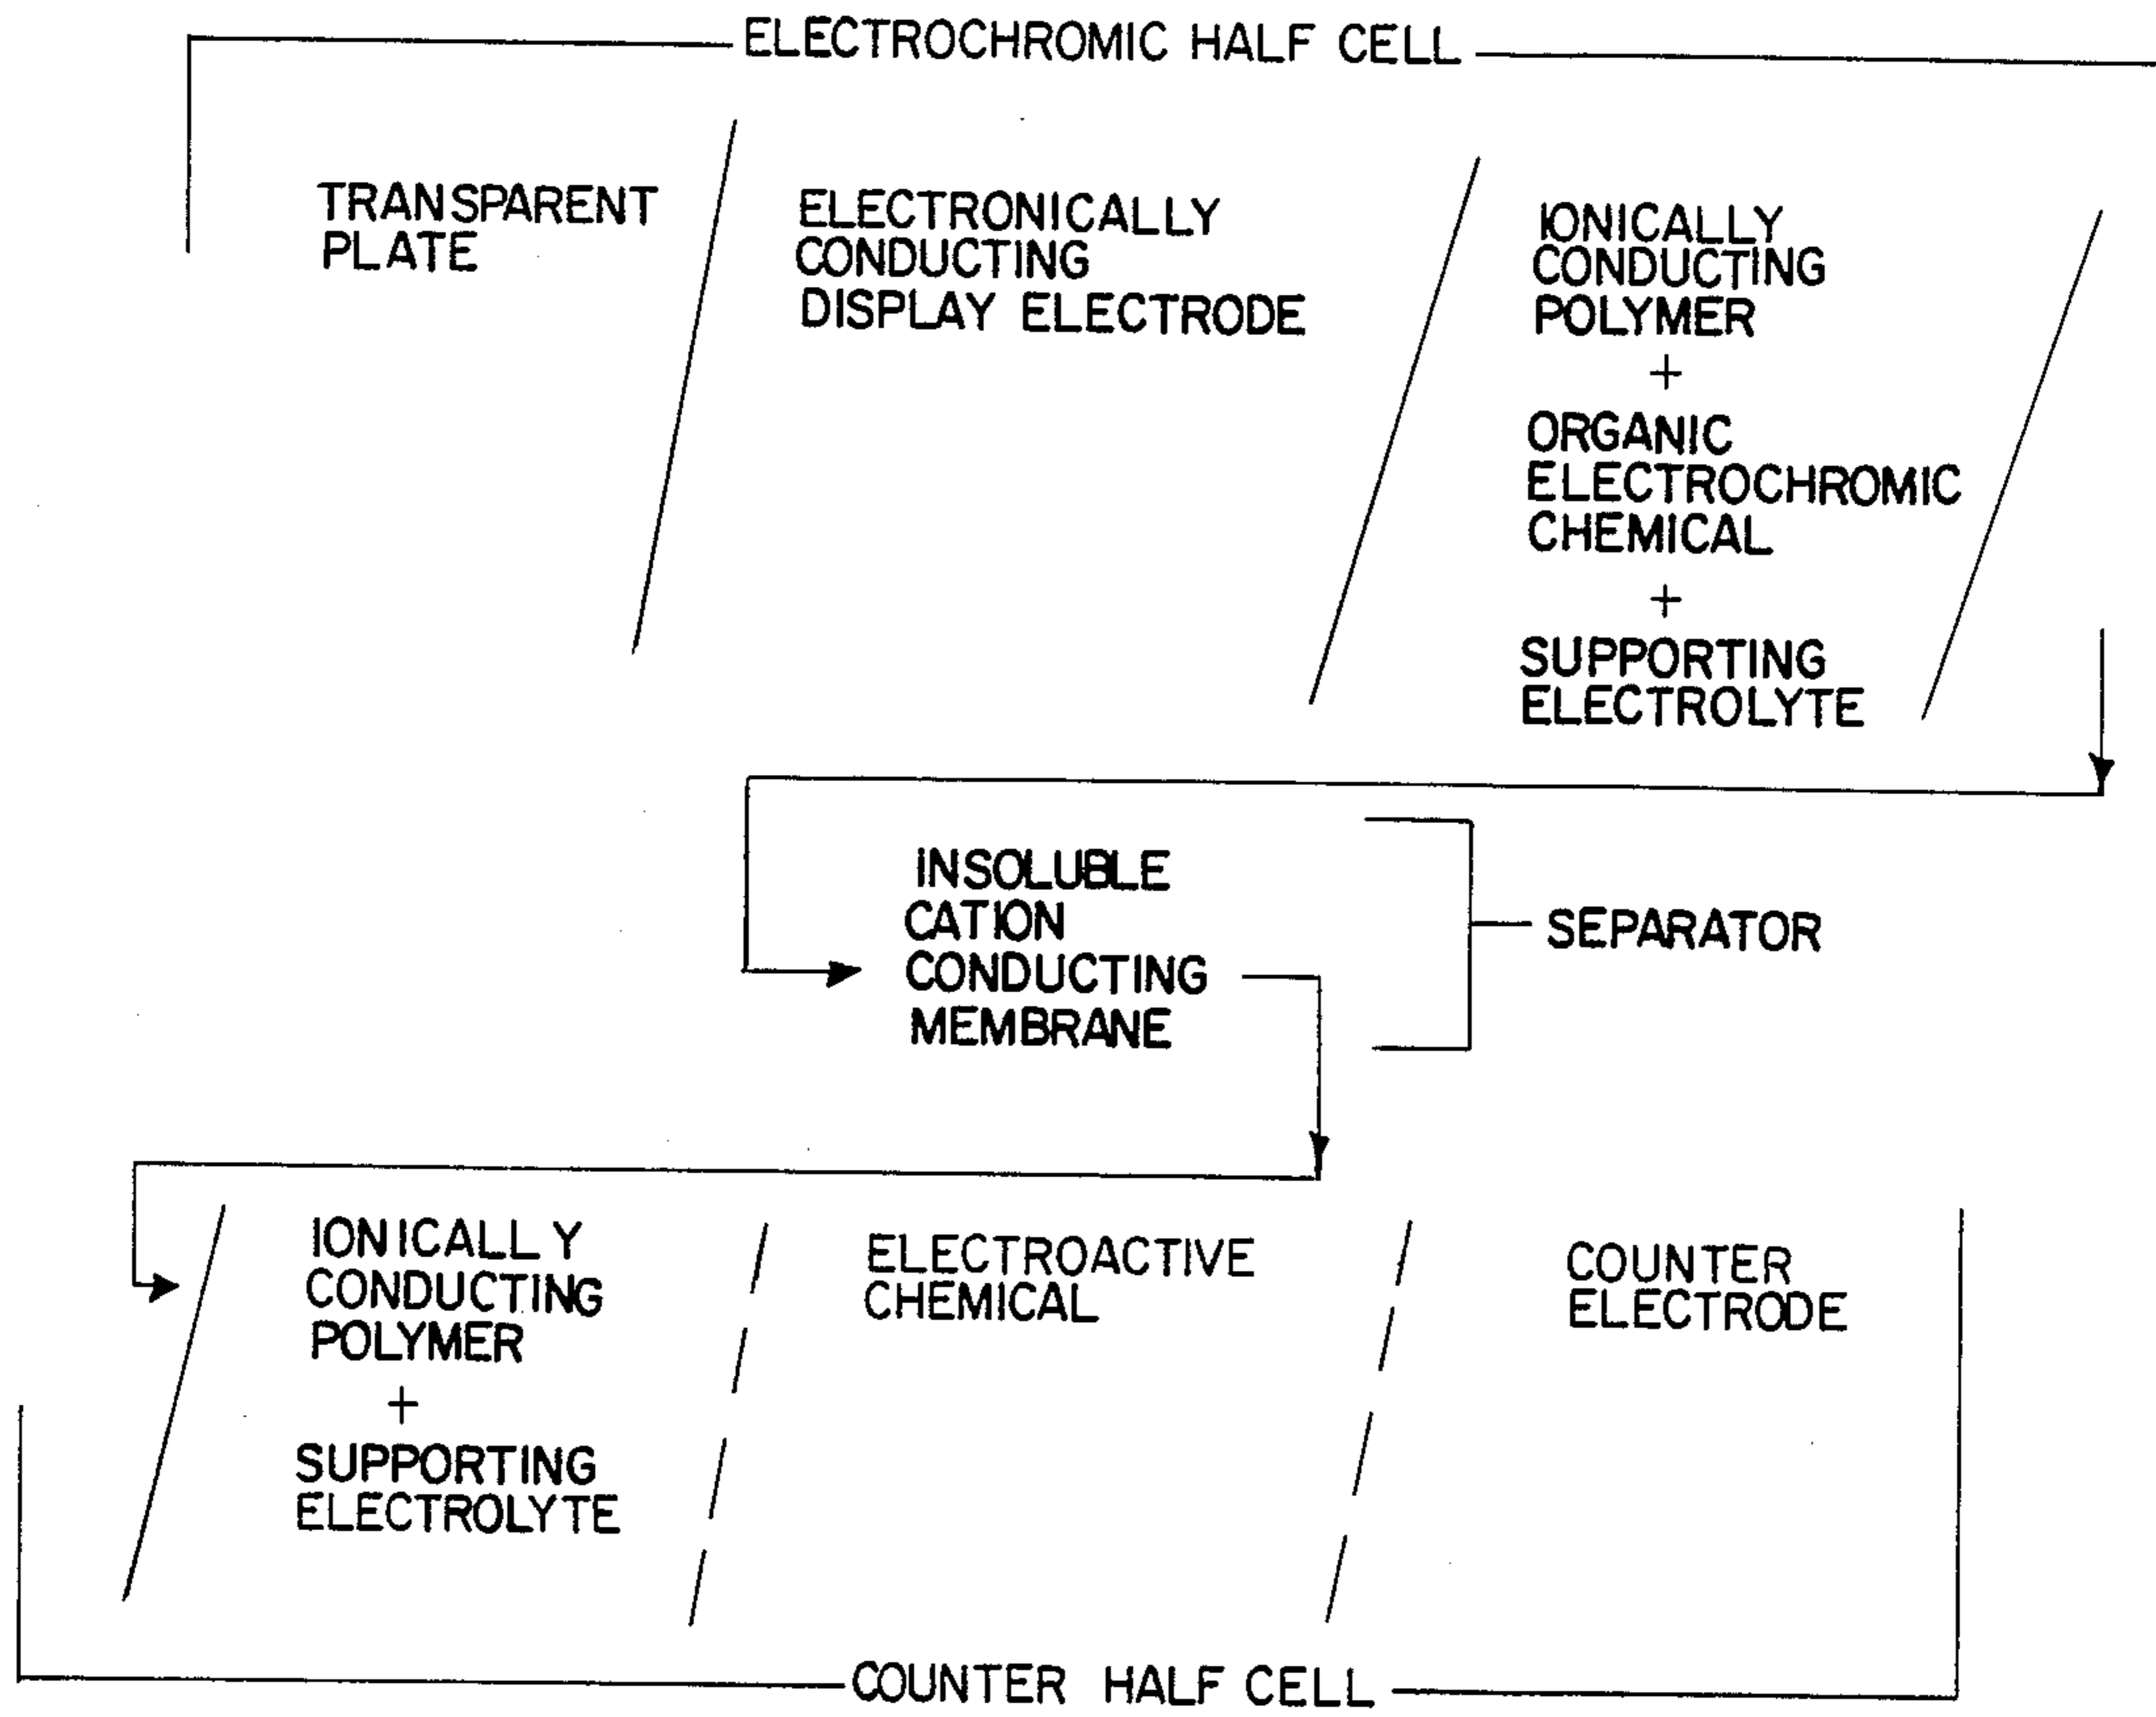 ELECTROCHROMIC HALF CELL
TRANSPARENT
PLATE
ELECTRONICALLY
CONDUCTING
DISPLAY ELECTRODE
IONICALLY
CONDUCTING
POLYMER
+
ORGANIC
ELECTROCHROMIC
CHEMICAL
+
SUPPORTING
ELECTROLYTE
INSOLUBLE
CATION
CONDUCTING
MEMBRANE
SEPARATOR
IONICALLY
CONDUCTING
POLYMER
+
SUPPORTING
ELECTROLYTE
ELECTROACTIVE
CHEMICAL
COUNTER
ELECTRODE
COUNTER HALF CELL